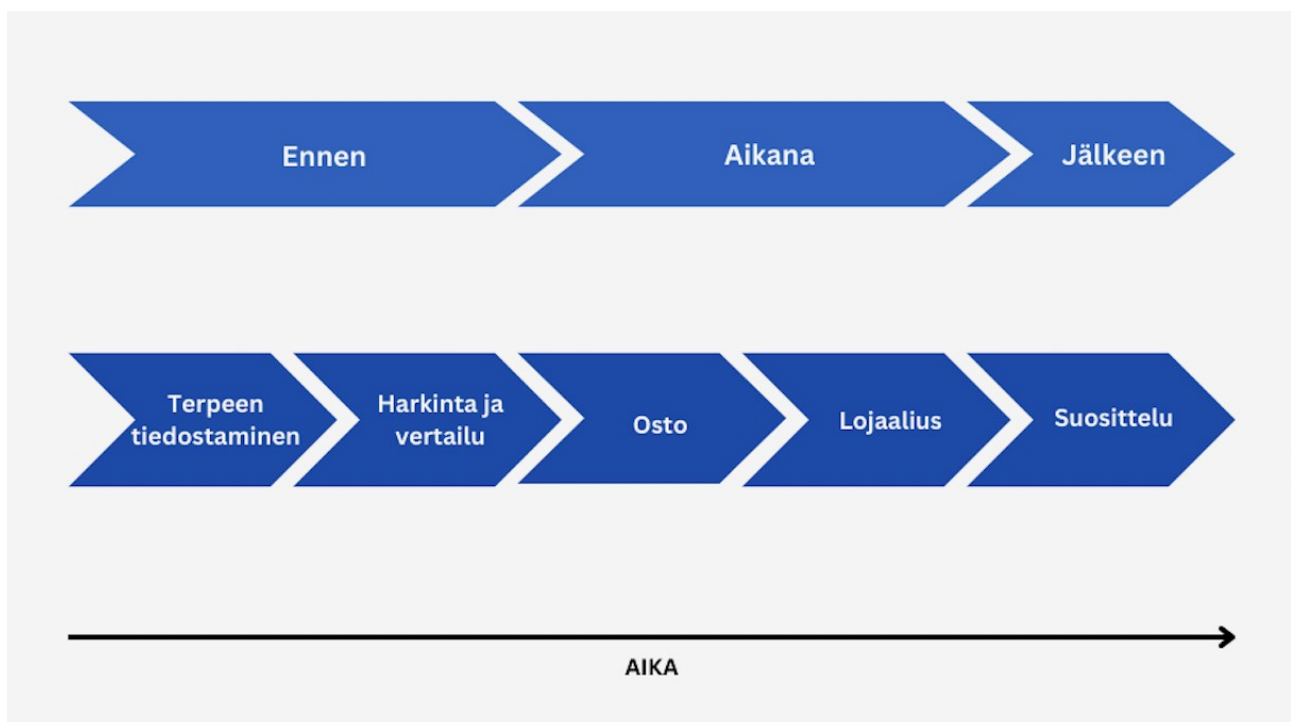 Ennen
Aikana
Jälkeen
Terpeen
tiedostaminen
Harkinta ja
vertailu
Osto
Lojaalius
Suosittelu
AIKA